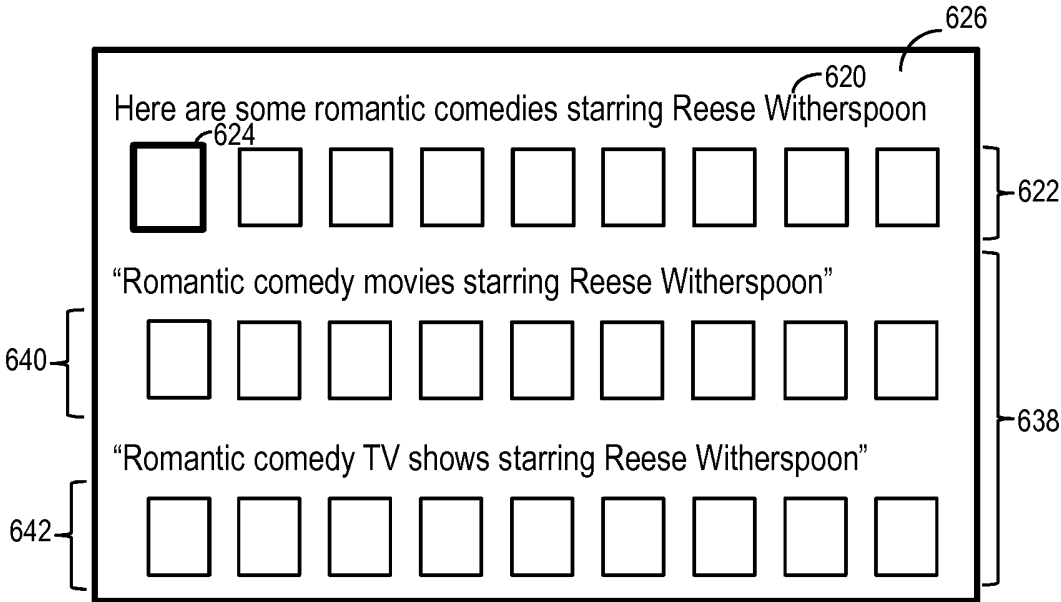 626
620
Here are some romantic comedies starring Reese Witherspoon
624
622
“Romantic comedy movies starring Reese Witherspoon”
640
638
“Romantic comedy TV shows starring Reese Witherspoon”
642